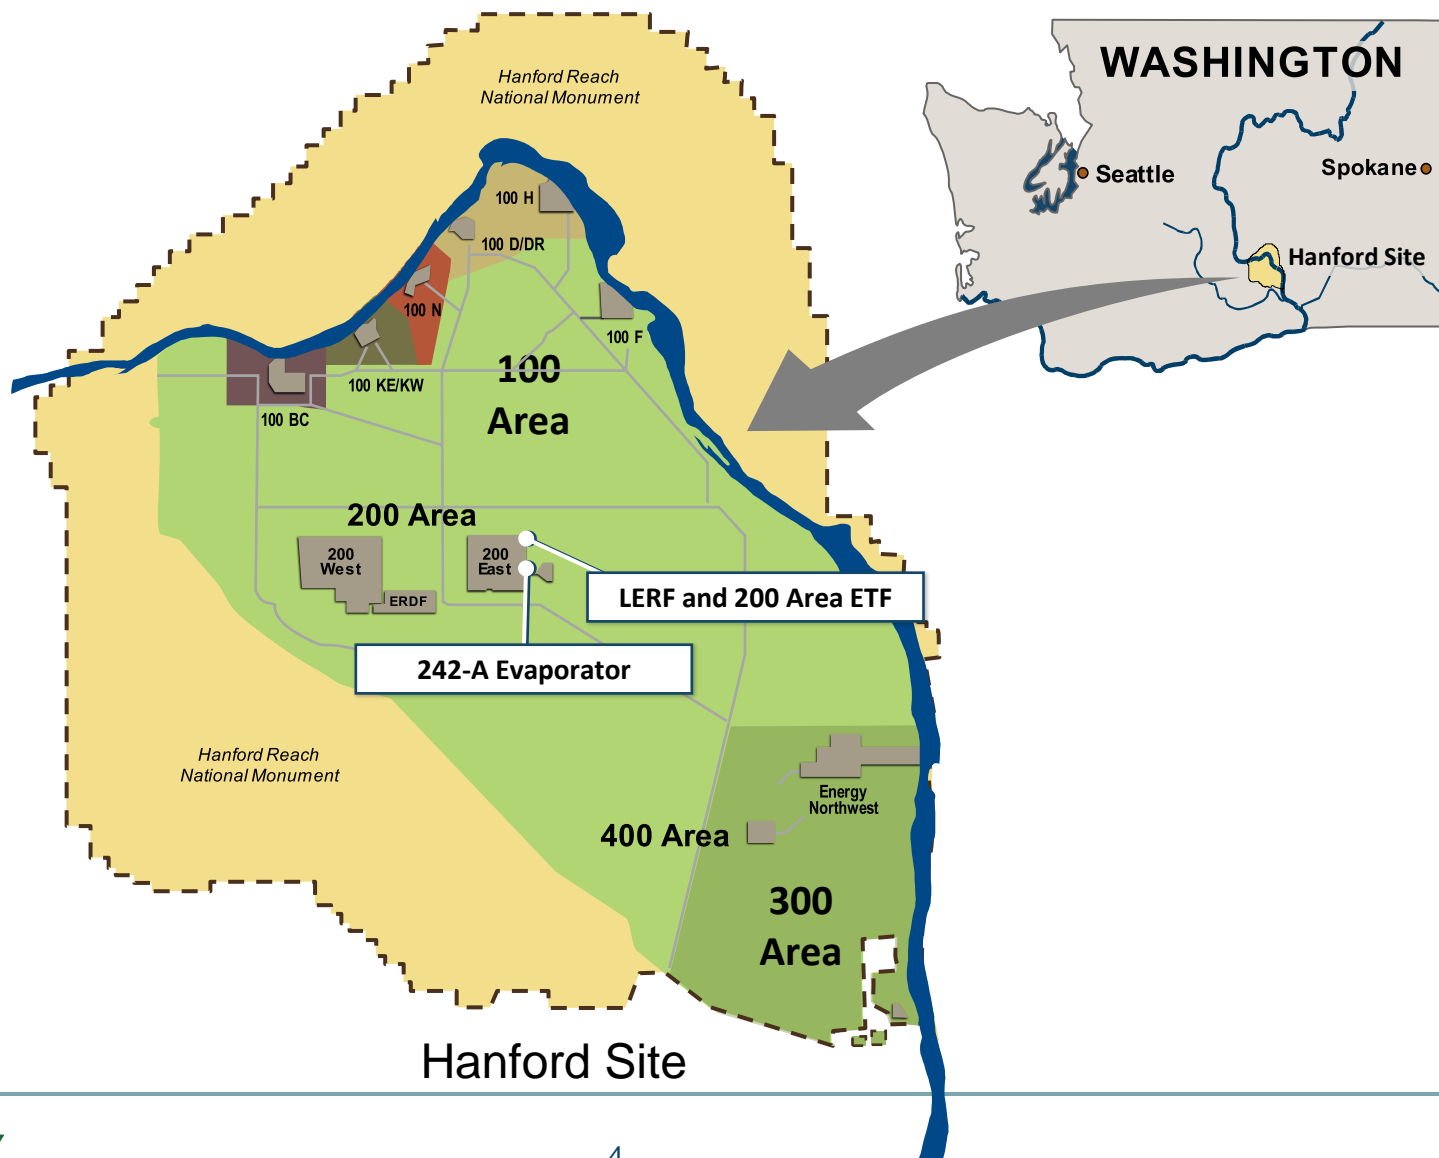 Hanford Reach
National Monument
WASHINGTON
Seattle
Spokane
Hanford Site
100 H
100 D/DR
100 N
100 F
100 KE/KW
100 BC
100
Area
200 Area
200
West
200
East
ERDF
LERF and 200 Area ETF
242-A Evaporator
Hanford Reach
National Monument
Energy
Northwest
400 Area
300
Area
Hanford Site
4